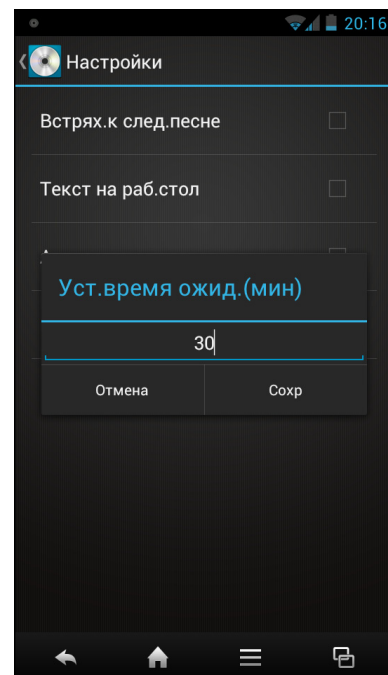 20:16
Настройки
Встрях.к след.песне
Текст на раб.стол
Уст.время ожид.(мин)
30
Отмена
Сохр